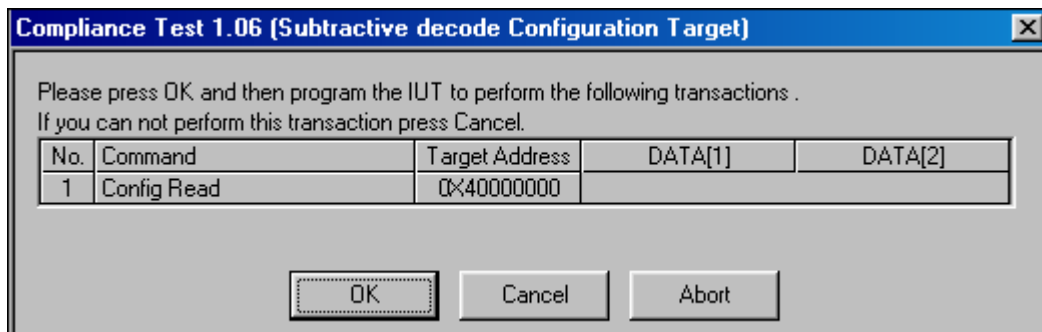 Compliance Test 1.06 (Subtractive decode Configuration Target)
Please press OK and then program the IUT to perform the following transactions .
If you can not perform this transaction press Cancel.
No. Command Target Address DATA[1] DATA[2]
1 Config Read 0X40000000
OK Cancel Abort